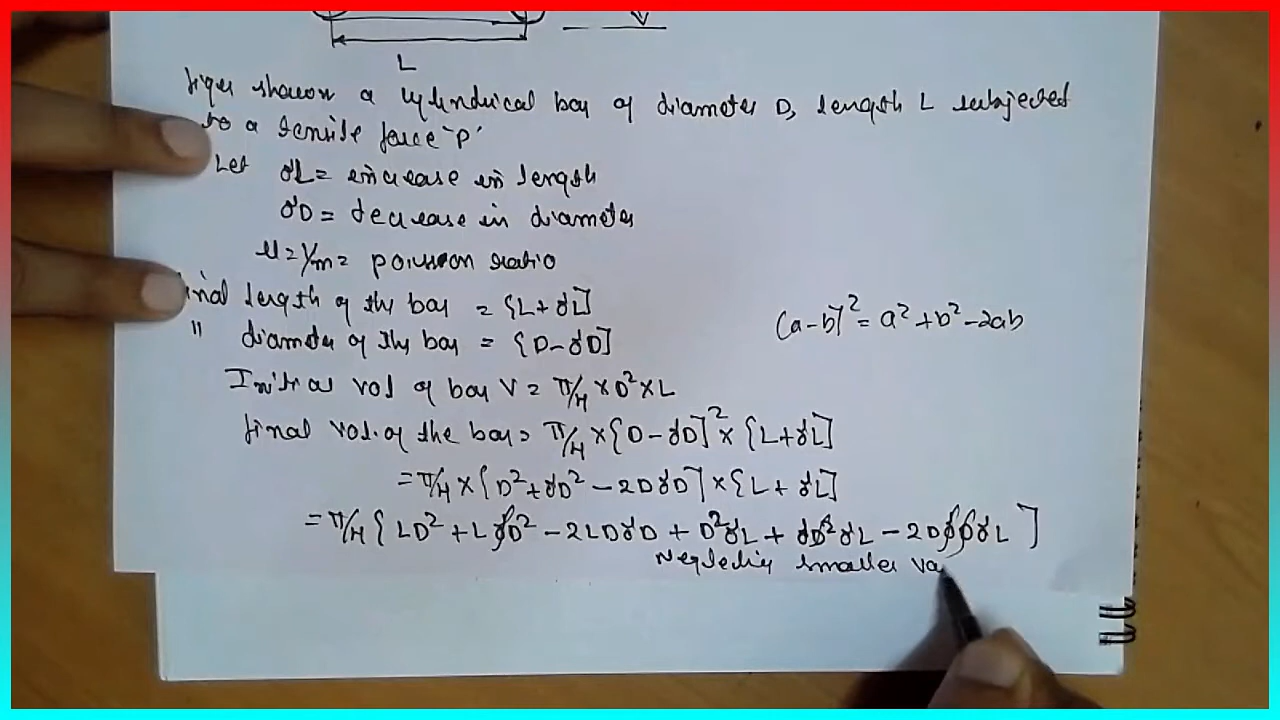 L
figer shown a cylindrical bar of diameter D, length L subjected
to a tensile force "P"
Let δL = increase in length
δD = decrease in diameter
μ = 1/m = poission ratio
final length of the bar = {L + δL]
" diameter of the bar = {D - δD]
(a-b)² = a² + b² - 2ab
Initial vol of bar V = π/4 × D² × L
final vol. of the bar = π/4 × {D - δD]² × {L + δL]
= π/4 × {D² + δD² - 2DδD] × {L + δL]
= π/4 {LD² + LδD² - 2LDδD + D²δL + δD²δL - 2DδDδL]
Neglecting smaller va